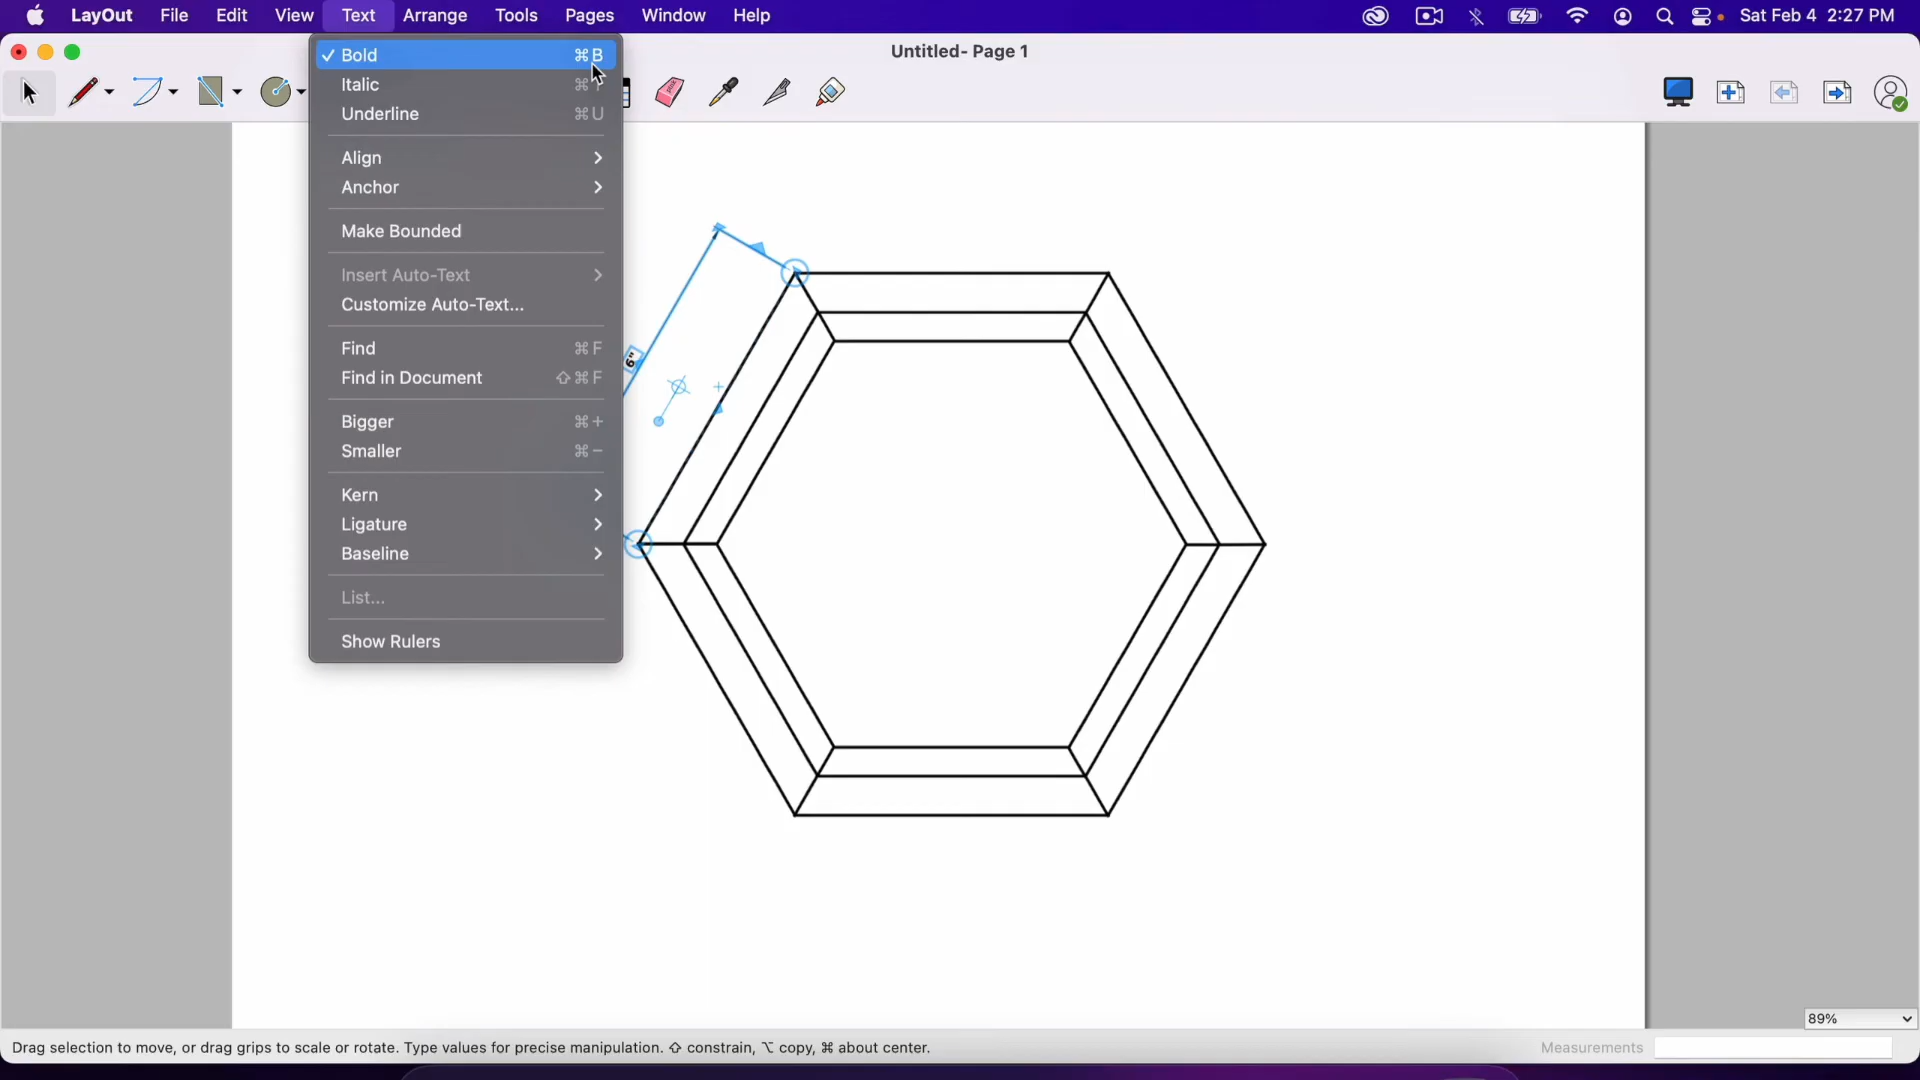 LayOut File Edit View Text Arrange Tools Pages Window Help Sat Feb 4 2:27 PM
Untitled- Page 1
✓ Bold ⌘B
Italic ⌘
Underline ⌘U
Align
Anchor
Make Bounded
Insert Auto-Text
Customize Auto-Text...
Find ⌘F
Find in Document ⇧⌘F
Bigger ⌘+
Smaller ⌘−
Kern
Ligature
Baseline
List...
Show Rulers
6"
89%
Drag selection to move, or drag grips to scale or rotate. Type values for precise manipulation. ⇧ constrain, ⌥ copy, ⌘ about center.
Measurements